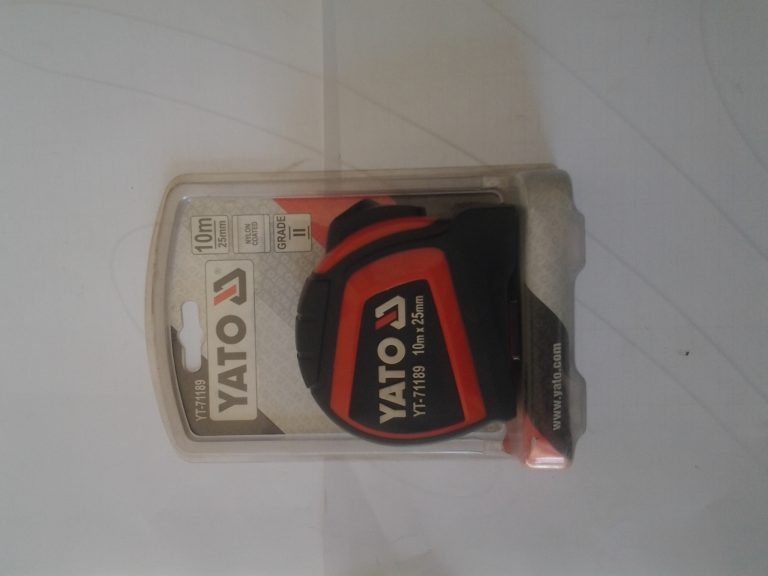 YT-71189
YATO®
10m
25mm
NYLON
COATED
GRADE
II
YATO
YT-71189 10m x 25mm
www.yato.com